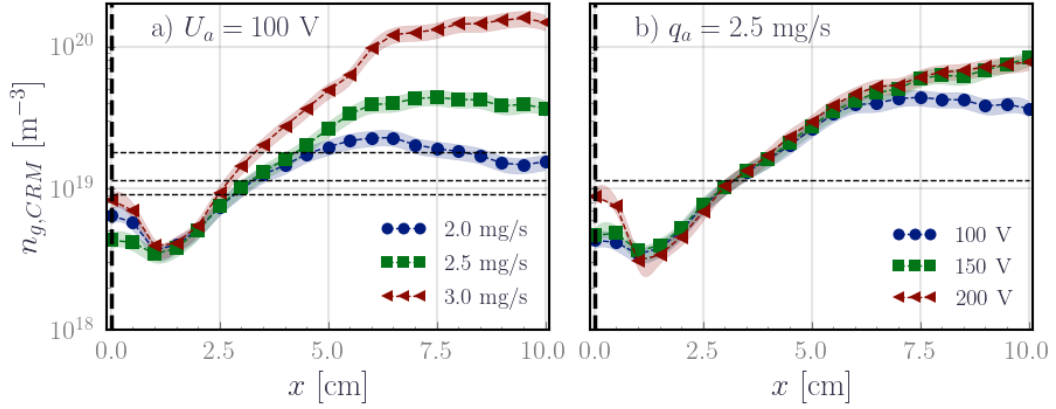 a) U_a = 100 V
b) q_a = 2.5 mg/s
n_{g,CRM} [m^{-3}]
10^{20}
10^{19}
10^{18}
2.0 mg/s
2.5 mg/s
3.0 mg/s
100 V
150 V
200 V
0.0 2.5 5.0 7.5 10.0
0.0 2.5 5.0 7.5 10.0
x [cm]
x [cm]